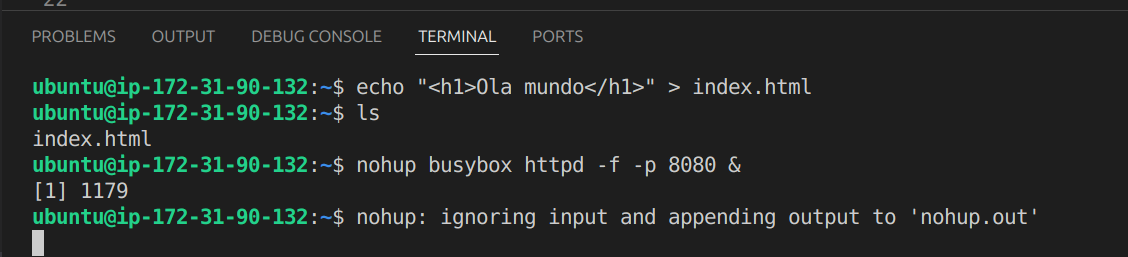 22
PROBLEMS OUTPUT DEBUG CONSOLE TERMINAL PORTS
ubuntu@ip-172-31-90-132:~$ echo "<h1>Ola mundo</h1>" > index.html
ubuntu@ip-172-31-90-132:~$ ls
index.html
ubuntu@ip-172-31-90-132:~$ nohup busybox httpd -f -p 8080 &
[1] 1179
ubuntu@ip-172-31-90-132:~$ nohup: ignoring input and appending output to 'nohup.out'